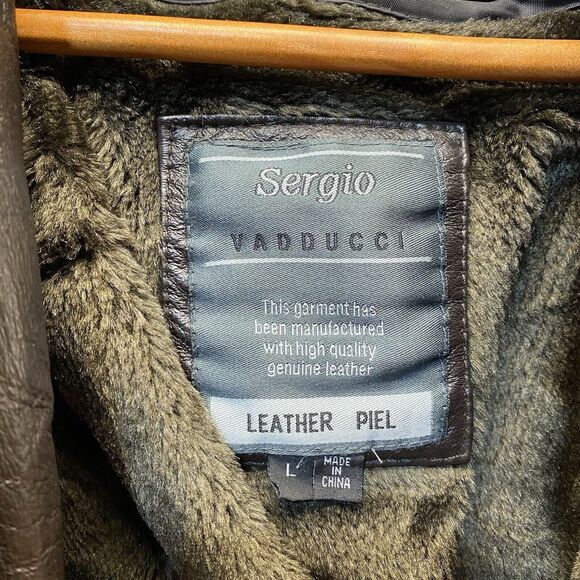 Sergio
VADDUCCI
This garment has
been manufactured
with high quality
genuine leather
LEATHER PIEL
L
MADE
IN
CHINA